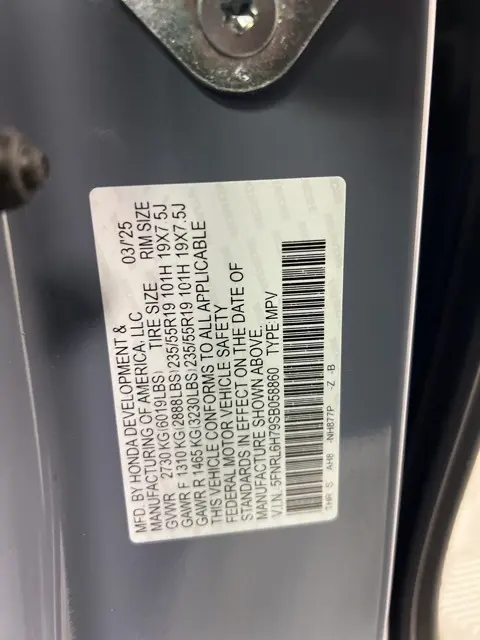 MFD. BY HONDA DEVELOPMENT & 03/'25
MANUFACTURING OF AMERICA, LLC
TIRE SIZE RIM SIZE
GVWR 2730 KG(6019LBS)
GAWR F 1310 KG(2888LBS) 235/55R19 101H 19X7.5J
GAWR R 1465 KG(3230LBS) 235/55R19 101H 19X7.5J
THIS VEHICLE CONFORMS TO ALL APPLICABLE
FEDERAL MOTOR VEHICLE SAFETY
STANDARDS IN EFFECT ON THE DATE OF
MANUFACTURE SHOWN ABOVE.
V.I.N. 5FNRL6H79SB058860 TYPE:MPV
THR S AH8 -NH877P -Z -B